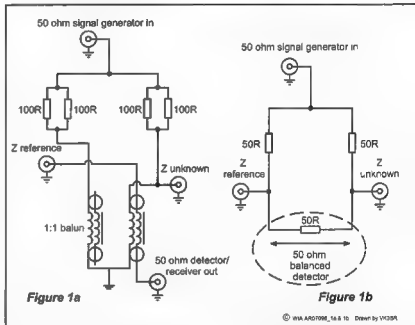 50 ohm signal generator in
100R
100R
100R
100R
Z reference
Z unknown
1:1 balun
50 ohm detector/
receiver out
Figure 1a
50 ohm signal generator in
50R
50R
Z
reference
Z
unknown
50R
50 ohm
balanced
detector
Figure 1b
© WIA AR07098_1a & 1b Drawn by VK3BR